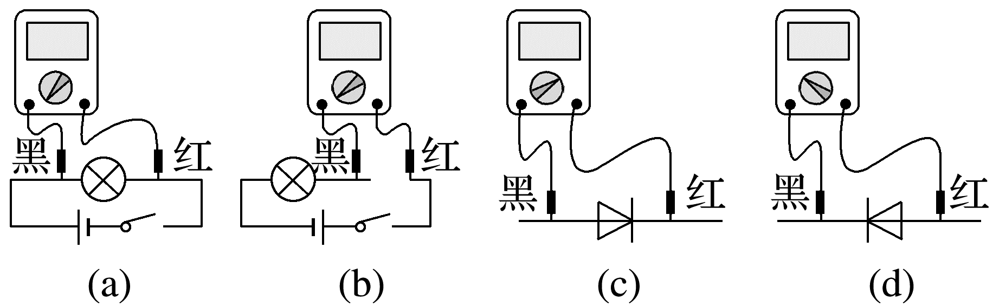 黑 红 黑 红 黑 红 黑 红
(a) (b) (c) (d)